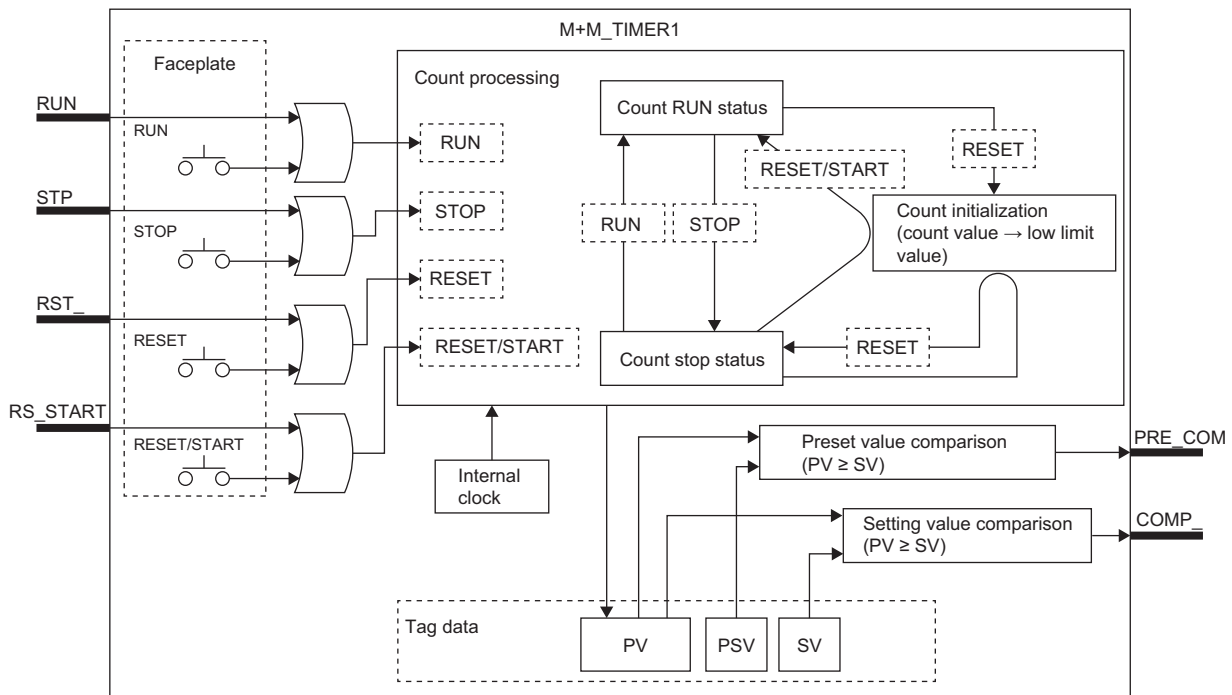 M+M_TIMER1
Faceplate
Count processing
RUN
RUN
STP
STOP
RST_
RESET
RS_START
RESET/START
RUN
STOP
RESET
RESET/START
Count RUN status
RUN
STOP
RESET/START
RESET
Count initialization
(count value → low limit
value)
Count stop status
RESET
Internal
clock
Preset value comparison
(PV ≥ SV)
PRE_COM
Setting value comparison
(PV ≥ SV)
COMP_
Tag data
PV
PSV
SV